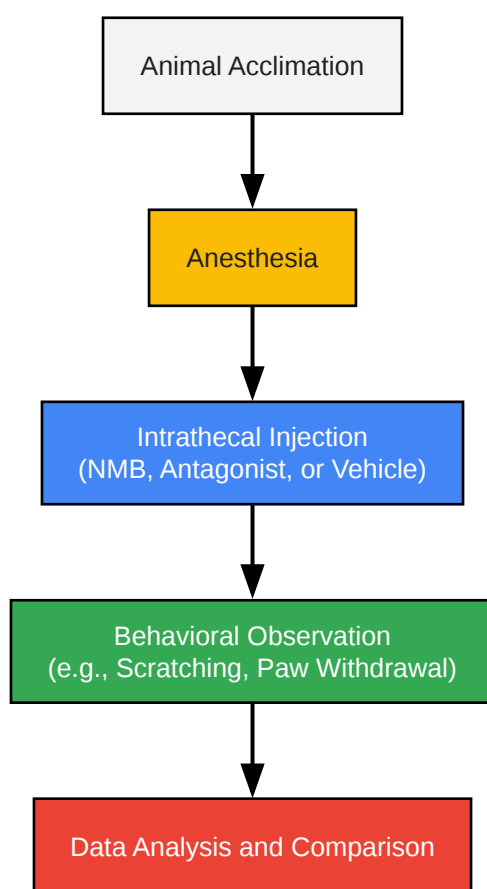 Animal Acclimation
Anesthesia
Intrathecal Injection
(NMB, Antagonist, or Vehicle)
Behavioral Observation
(e.g., Scratching, Paw Withdrawal)
Data Analysis and Comparison